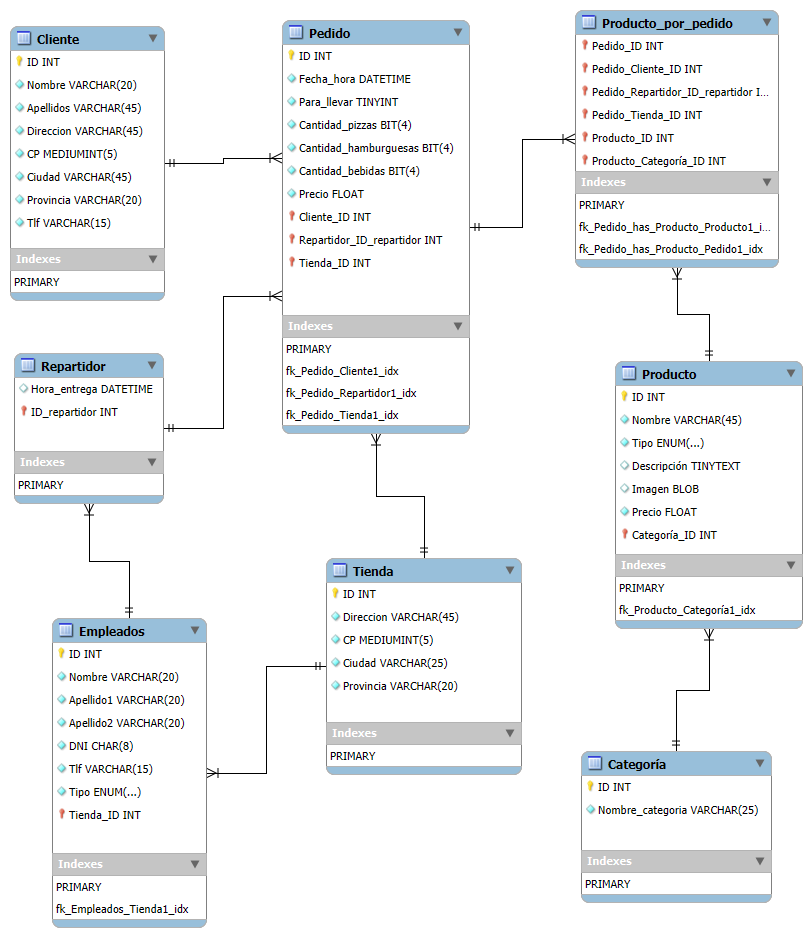 Cliente
ID INT
Nombre VARCHAR(20)
Apellidos VARCHAR(45)
Direccion VARCHAR(45)
CP MEDIUMINT(5)
Ciudad VARCHAR(45)
Provincia VARCHAR(20)
Tlf VARCHAR(15)
Indexes
PRIMARY
Pedido
ID INT
Fecha_hora DATETIME
Para_llevar TINYINT
Cantidad_pizzas BIT(4)
Cantidad_hamburguesas BIT(4)
Cantidad_bebidas BIT(4)
Precio FLOAT
Cliente_ID INT
Repartidor_ID_repartidor INT
Tienda_ID INT
Indexes
PRIMARY
fk_Pedido_Cliente1_idx
fk_Pedido_Repartidor1_idx
fk_Pedido_Tienda1_idx
Producto_por_pedido
Pedido_ID INT
Pedido_Cliente_ID INT
Pedido_Repartidor_ID_repartidor I...
Pedido_Tienda_ID INT
Producto_ID INT
Producto_Categoría_ID INT
Indexes
PRIMARY
fk_Pedido_has_Producto_Producto1_i...
fk_Pedido_has_Producto_Pedido1_idx
Repartidor
Hora_entrega DATETIME
ID_repartidor INT
Indexes
PRIMARY
Producto
ID INT
Nombre VARCHAR(45)
Tipo ENUM(...)
Descripción TINYTEXT
Imagen BLOB
Precio FLOAT
Categoría_ID INT
Indexes
PRIMARY
fk_Producto_Categoría1_idx
Tienda
ID INT
Direccion VARCHAR(45)
CP MEDIUMINT(5)
Ciudad VARCHAR(25)
Provincia VARCHAR(20)
Indexes
PRIMARY
Empleados
ID INT
Nombre VARCHAR(20)
Apellido1 VARCHAR(20)
Apellido2 VARCHAR(20)
DNI CHAR(8)
Tlf VARCHAR(15)
Tipo ENUM(...)
Tienda_ID INT
Indexes
PRIMARY
fk_Empleados_Tienda1_idx
Categoría
ID INT
Nombre_categoria VARCHAR(25)
Indexes
PRIMARY